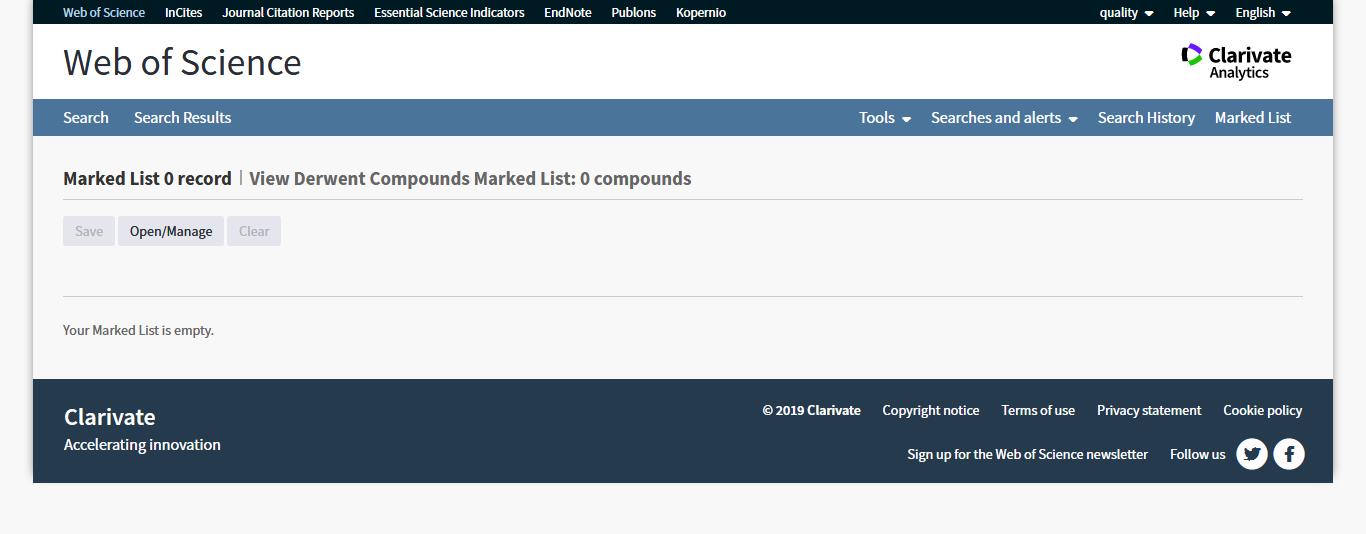 Web of Science InCites Journal Citation Reports Essential Science Indicators EndNote Publons Kopernio quality Help English
Web of Science
Clarivate
Analytics
Search Search Results Tools Searches and alerts Search History Marked List
Marked List 0 record | View Derwent Compounds Marked List: 0 compounds
Save Open/Manage Clear
Your Marked List is empty.
Clarivate
Accelerating innovation
© 2019 Clarivate Copyright notice Terms of use Privacy statement Cookie policy
Sign up for the Web of Science newsletter Follow us